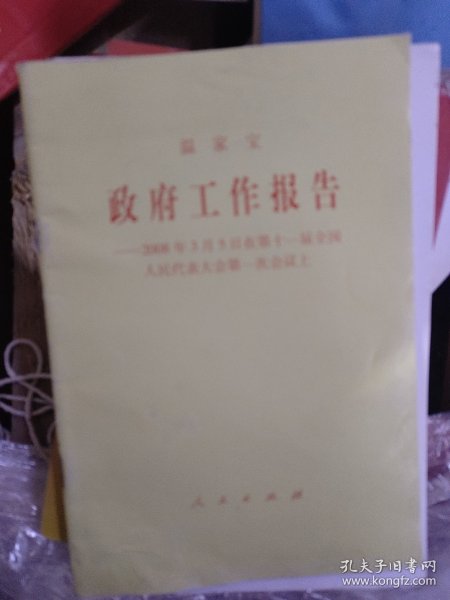 温家宝
政府工作报告
——2008年3月5日在第十一届全国
人民代表大会第一次会议上
人民出版社
孔夫子旧书网
www.kongfz.com